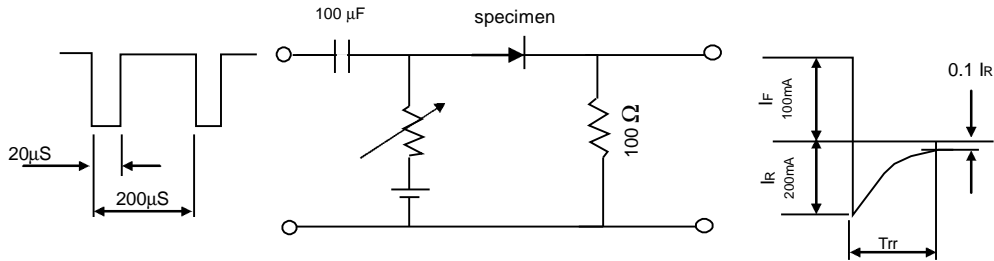 100 µF
specimen
20µS
200µS
100 Ω
IF
100mA
IR
200mA
0.1 IR
Trr